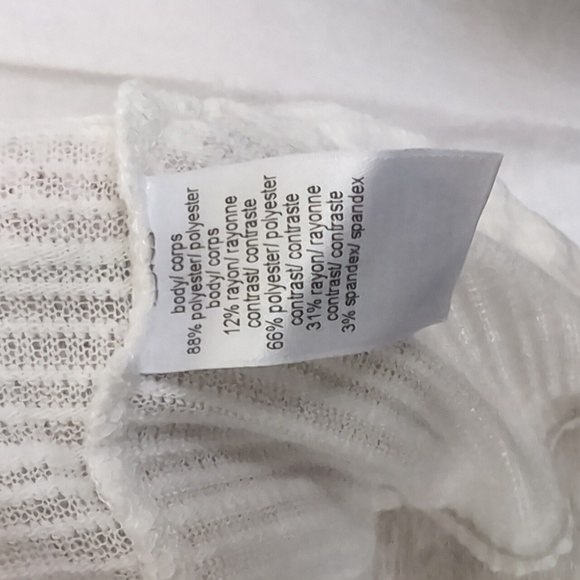 body/ corps
88% polyester/ polyester
body/ corps
12% rayon/ rayonne
contrast/ contraste
66% polyester/ polyester
contrast/ contraste
31% rayon/ rayonne
contrast/ contraste
3% spandex/ spandex